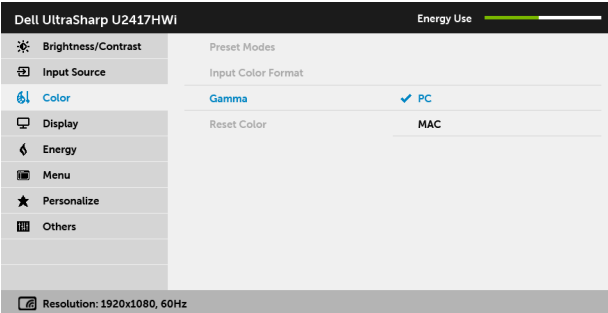 Dell UltraSharp U2417HWi
Energy Use
Brightness/Contrast
Preset Modes
Input Source
Input Color Format
Color
Gamma
PC
Display
Reset Color
MAC
Energy
Menu
Personalize
Others
Resolution: 1920x1080, 60Hz